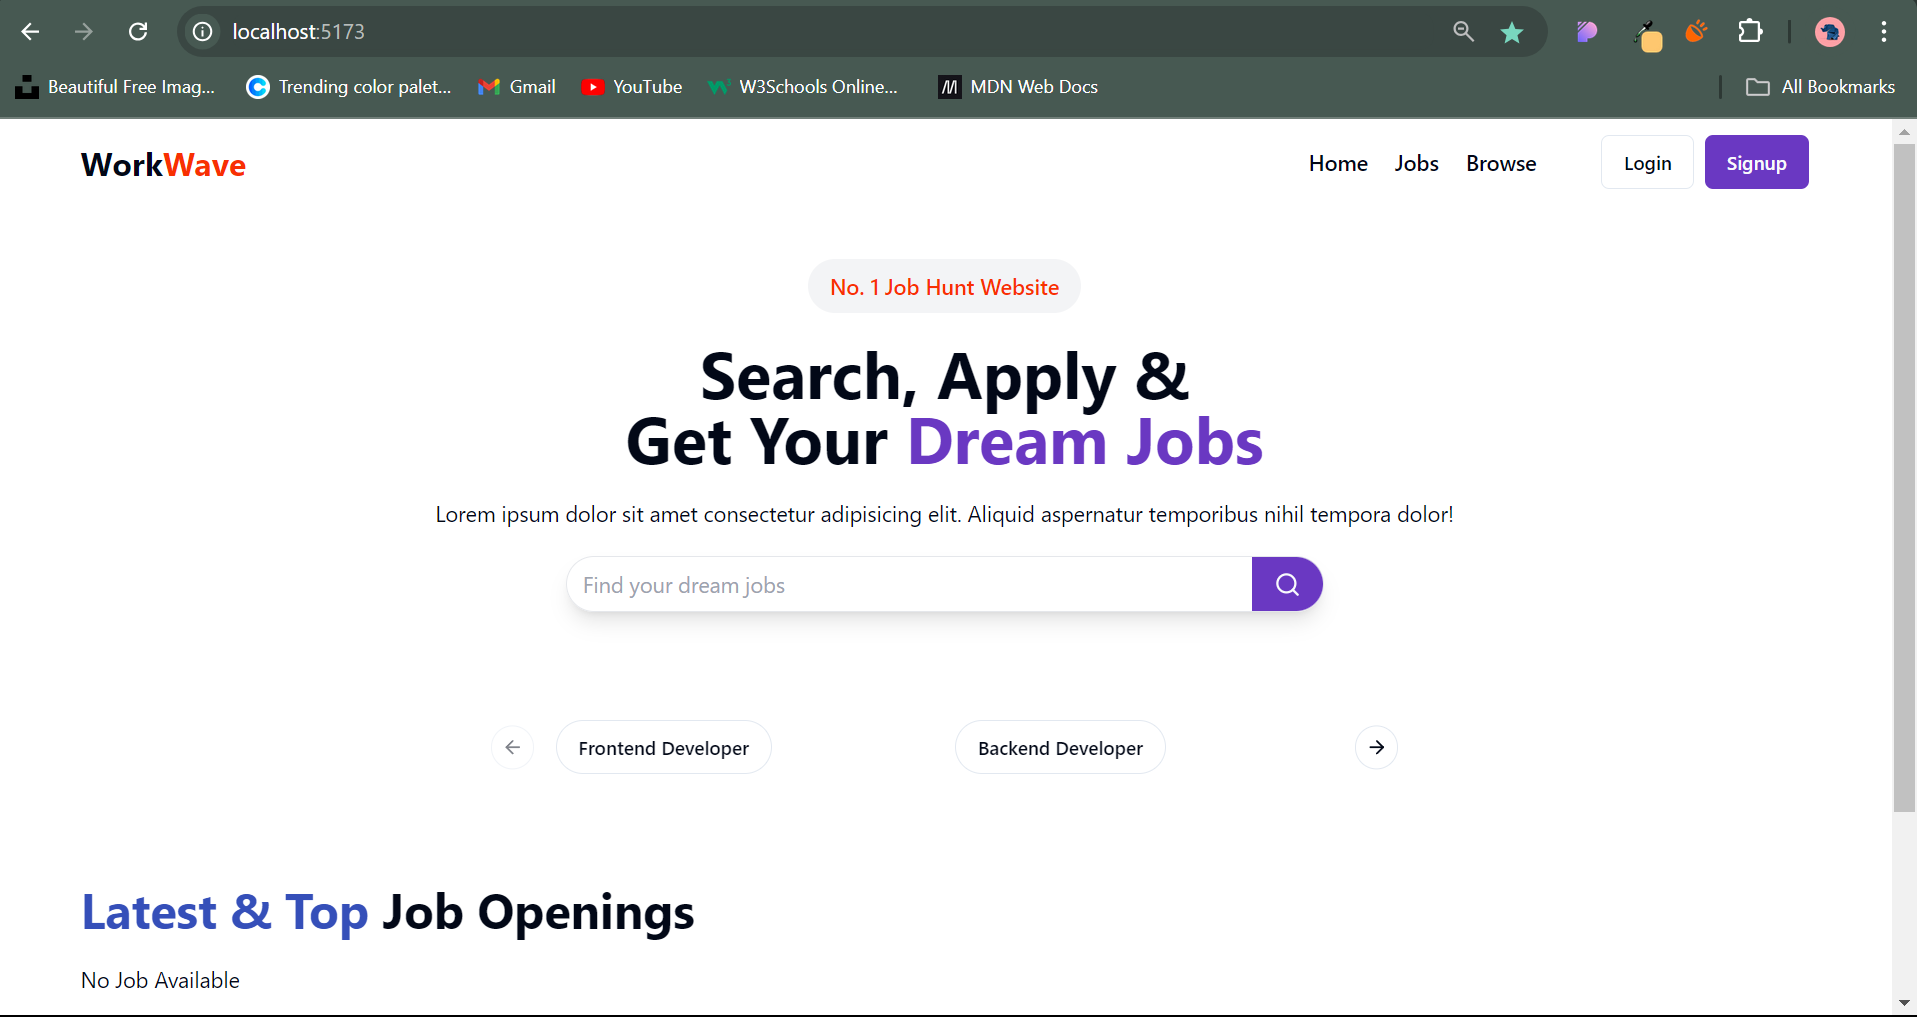 localhost:5173
Beautiful Free Imag...
Trending color palet...
Gmail
YouTube
W3Schools Online...
MDN Web Docs
All Bookmarks
WorkWave
Home
Jobs
Browse
Login
Signup
No. 1 Job Hunt Website
Search, Apply &
Get Your Dream Jobs
Lorem ipsum dolor sit amet consectetur adipisicing elit. Aliquid aspernatur temporibus nihil tempora dolor!
Find your dream jobs
Frontend Developer
Backend Developer
Latest & Top Job Openings
No Job Available